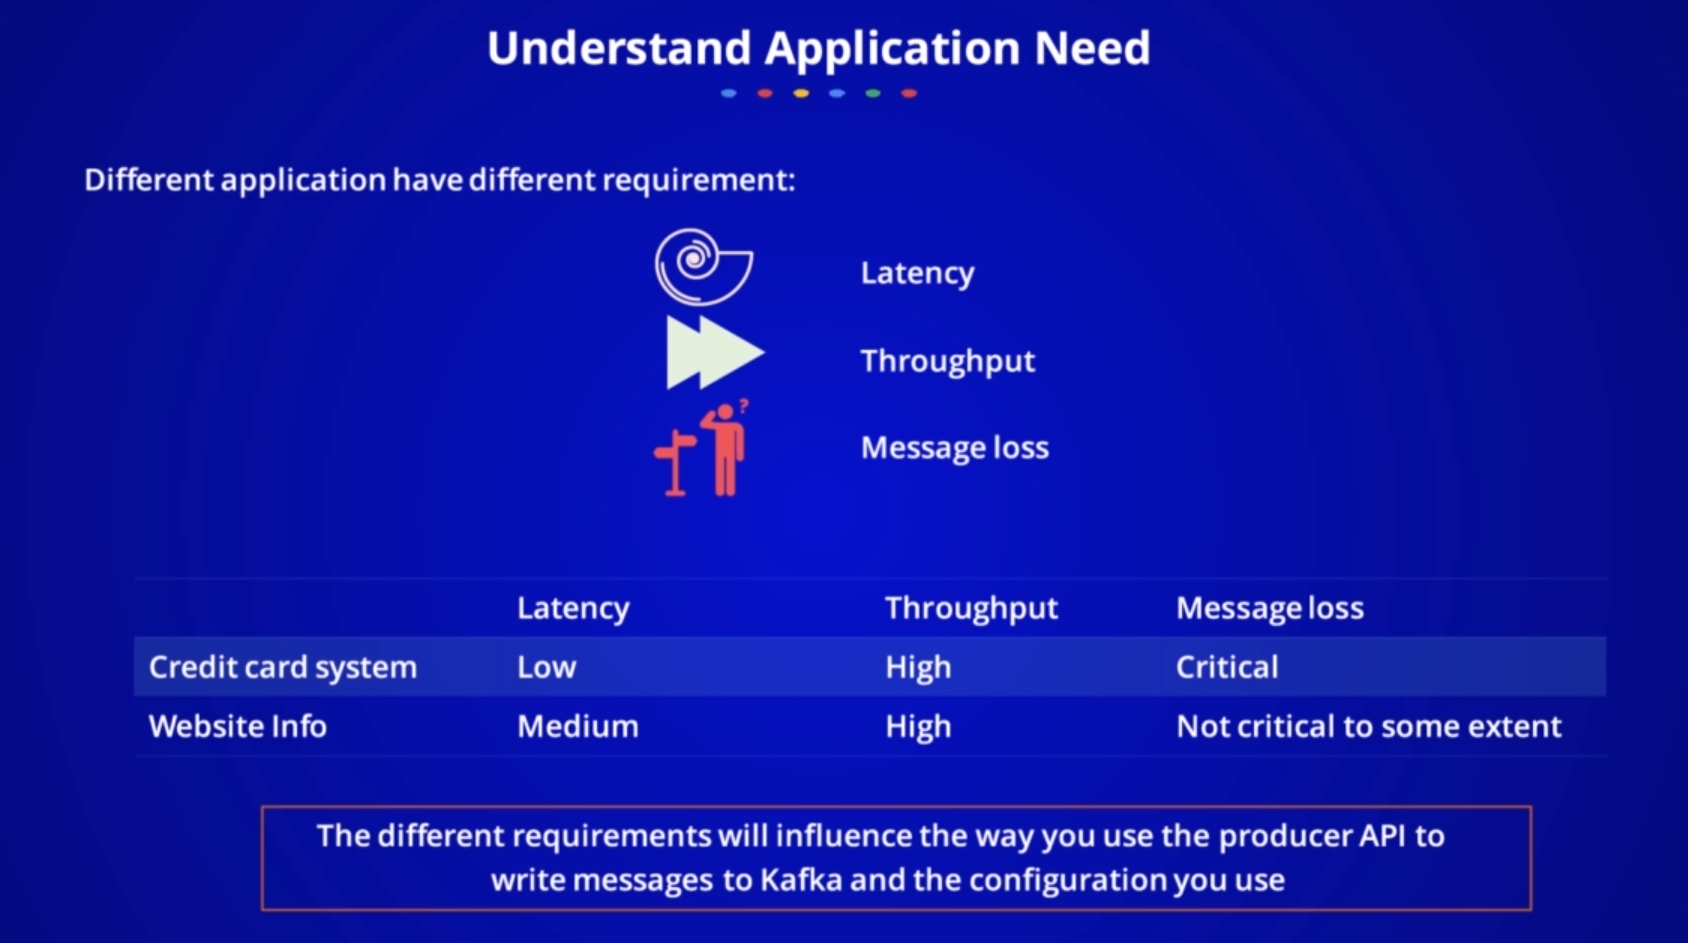 Understand Application Need
Different application have different requirement:
Latency
Throughput
?
Message loss
Latency Throughput Message loss
Credit card system Low High Critical
Website Info Medium High Not critical to some extent
The different requirements will influence the way you use the producer API to
write messages to Kafka and the configuration you use